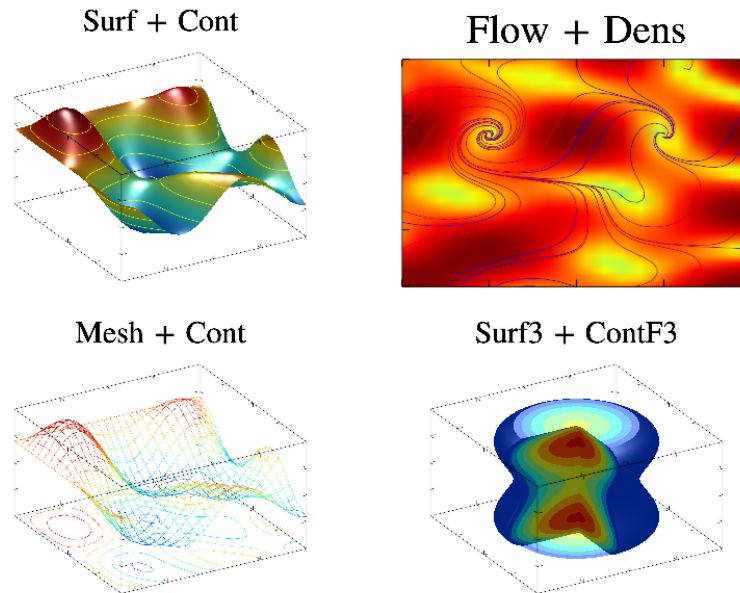 Surf + Cont
Flow + Dens
Mesh + Cont
Surf3 + ContF3